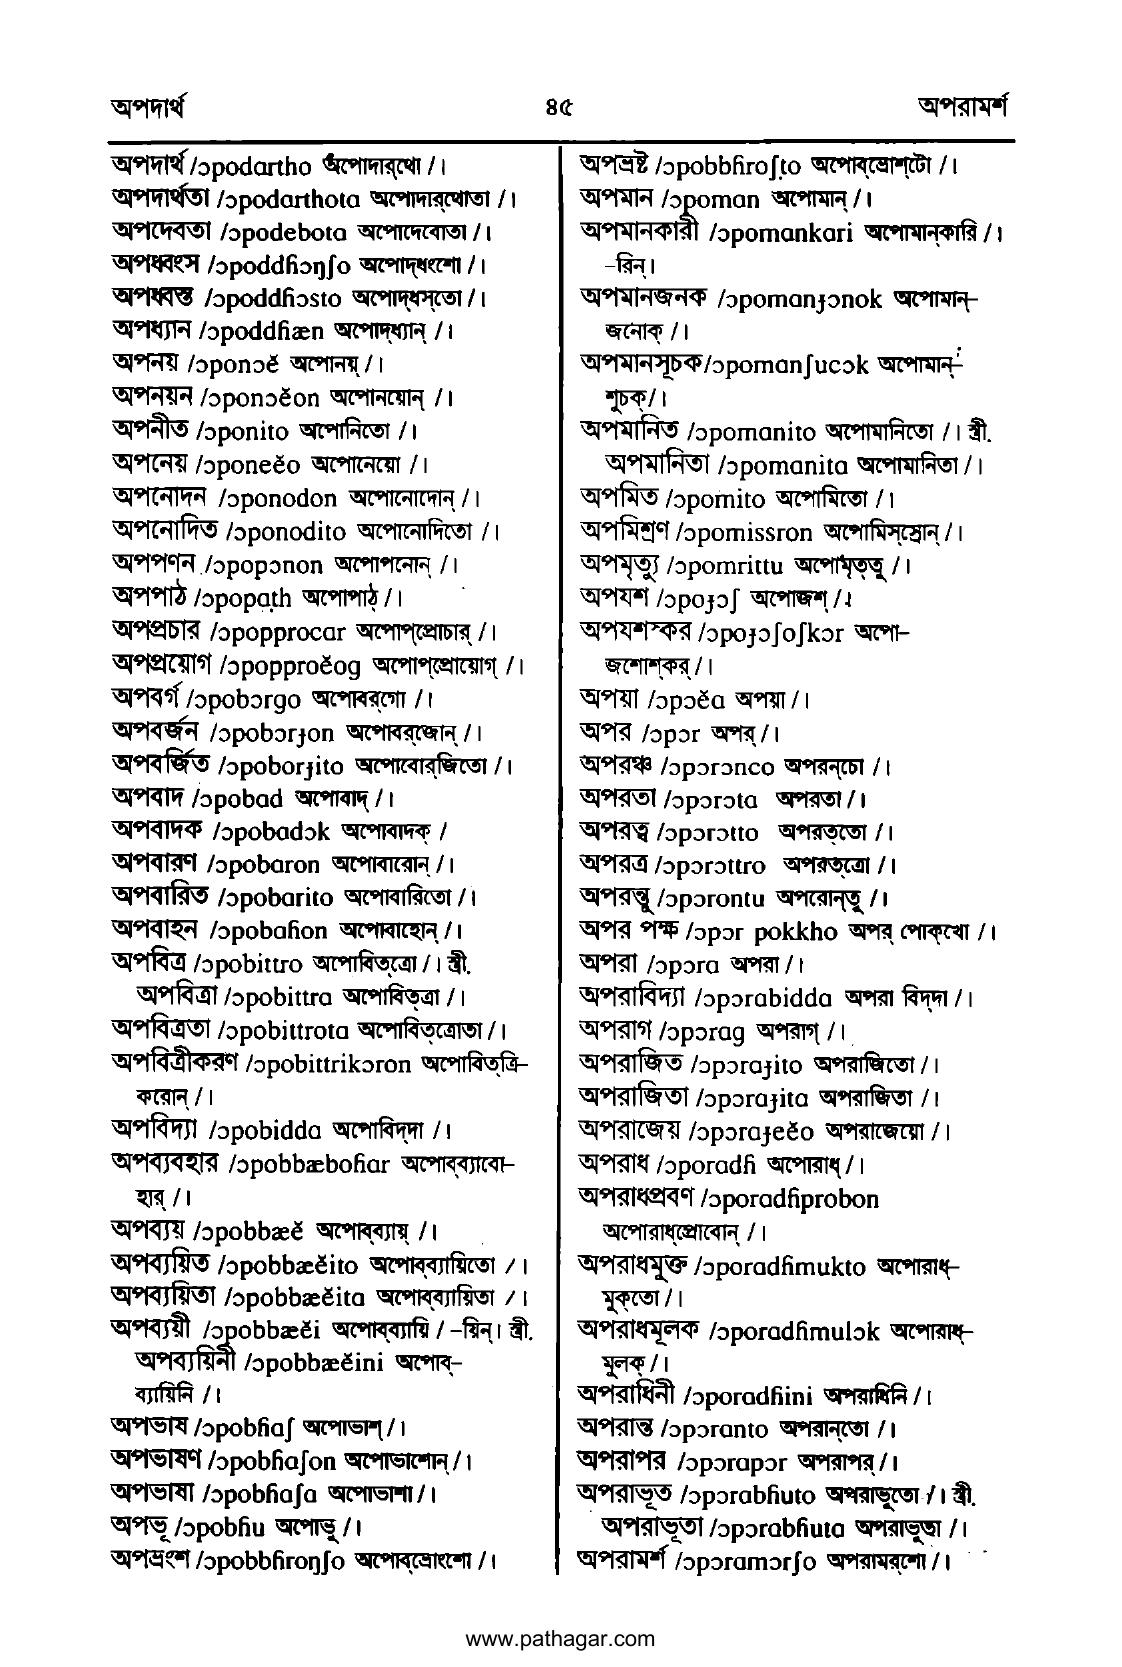 অপদার্থ ৪৫ অপরামর্শ
অপদার্থ /ɔpodartho অপোদার্‌থো / ।
অপদার্থতা /ɔpodarthota অপোদার্‌থোতা / ।
অপদেবতা /ɔpodebota অপোদেবোতা / ।
অপধ্বংস /ɔpoddɦɔŋʃo অপোদ্‌ধংশো / ।
অপধ্বস্ত /ɔpoddɦɔsto অপোদ্‌ধস্‌তো / ।
অপধ্যান /ɔpoddɦæn অপোদ্‌ধ্যান্ / ।
অপনয় /ɔponɔĕ অপোনয়্ / ।
অপনয়ন /ɔponɔĕon অপোনয়োন্ / ।
অপনীত /ɔponito অপোনিতো / ।
অপনেয় /ɔponeĕo অপোনেয়ো / ।
অপনোদন /ɔponodon অপোনোদোন্ / ।
অপনোদিত /ɔponodito অপোনোদিতো / ।
অপপণন /ɔpopɔnon অপোপনোন্ / ।
অপপাঠ /ɔpopaṭh অপোপাঠ্ / ।
অপপ্রচার /ɔpopprocar অপোপ্‌প্রোচার্ / ।
অপপ্রয়োগ /ɔpopproĕog অপোপ্‌প্রোয়োগ্ / ।
অপবর্গ /ɔpobɔrgo অপোবর্‌গো / ।
অপবর্জন /ɔpobɔrɟon অপোবর্‌জোন্ / ।
অপবর্জিত /ɔpoborɟito অপোবোর্‌জিতো / ।
অপবাদ /ɔpobad অপোবাদ্ / ।
অপবাদক /ɔpobadɔk অপোবাদক্ /
অপবারণ /ɔpobaron অপোবারোন্ / ।
অপবারিত /ɔpobarito অপোবারিতো / ।
অপবাহন /ɔpobaɦon অপোবাহোন্ / ।
অপবিত্র /ɔpobittro অপোবিত্‌ত্রো / । স্ত্রী.
অপবিত্রা /ɔpobittra অপোবিত্‌ত্রা / ।
অপবিত্রতা /ɔpobittrota অপোবিত্‌ত্রোতা / ।
অপবিত্রীকরণ /ɔpobittrikɔron অপোবিত্‌ত্রি–
করোন্ / ।
অপবিদ্যা /ɔpobidda অপোবিদ্‌দা / ।
অপব্যবহার /ɔpobbæboɦar অপোব্‌ব্যাবো–
হার্ / ।
অপব্যয় /ɔpobbæĕ অপোব্‌ব্যায়্ / ।
অপব্যয়িত /ɔpobbæĕito অপোব্‌ব্যায়িতো / ।
অপব্যয়িতা /ɔpobbæĕita অপোব্‌ব্যায়িতা / ।
অপব্যয়ী /ɔpobbæĕi অপোব্‌ব্যায়ি / –য়িন্। স্ত্রী.
অপব্যয়িনী /ɔpobbæĕini অপোব্‌–
ব্যায়িনি / ।
অপভাষ /ɔpobɦaʃ অপোভাশ্ / ।
অপভাষণ /ɔpobɦaʃon অপোভাশোন্ / ।
অপভাষা /ɔpobɦaʃa অপোভাশা / ।
অপভূ /ɔpobɦu অপোভু / ।
অপভ্রংশ /ɔpobbɦiroŋʃo অপোব্‌ভ্রোংশো / ।
অপভ্রষ্ট /ɔpobbɦiroʃṭo অপোব্‌ভ্রোশ্‌টো / ।
অপমান /ɔpoman অপোমান্ / ।
অপমানকারী /ɔpomankari অপোমান্‌কারি / ।
–রিন্।
অপমানজনক /ɔpomanɟɔnok অপোমান্‌–
জনোক্ / ।
অপমানসূচক/ɔpomanʃucɔk অপোমান্‌–
শুচক্/ ।
অপমানিত /ɔpomanito অপোমানিতো / । স্ত্রী.
অপমানিতা /ɔpomanita অপোমানিতা / ।
অপমিত /ɔpomito অপোমিতো / ।
অপমিশ্রণ /ɔpomissron অপোমিস্‌স্রোন্ / ।
অপমৃত্যু /ɔpomrittu অপোমৃত্‌তু / ।
অপযশ /ɔpoɟɔʃ অপোজশ্ / ।
অপযশস্কর /ɔpoɟɔʃoʃkɔr অপো–
জশোশ্‌কর্ / ।
অপয়া /ɔpɔĕa অপয়া / ।
অপর /ɔpɔr অপর্ / ।
অপরঞ্চ /ɔpɔrɔnco অপরন্‌চো / ।
অপরতা /ɔpɔrɔta অপরতা / ।
অপরত্ব /ɔpɔrɔtto অপরত্‌তো / ।
অপরত্র /ɔpɔrɔttro অপরত্‌ত্রো / ।
অপরন্তু /ɔpɔrontu অপরোন্‌তু / ।
অপর পক্ষ /ɔpɔr pokkho অপর্ পোক্‌খো / ।
অপরা /ɔpɔra অপরা / ।
অপরাবিদ্যা /ɔpɔrabidda অপরা বিদ্‌দা / ।
অপরাগ /ɔpɔrag অপরাগ্ / ।
অপরাজিত /ɔpɔraɟito অপরাজিতো / ।
অপরাজিতা /ɔpɔraɟita অপরাজিতা / ।
অপরাজেয় /ɔpɔraɟeĕo অপরাজেয়ো / ।
অপরাধ /ɔporadɦ অপোরাধ্ / ।
অপরাধপ্রবণ /ɔporadɦprobon
অপোরাধ্‌প্রোবোন্ / ।
অপরাধমুক্ত /ɔporadɦmukto অপোরাধ্‌–
মুক্‌তো / ।
অপরাধমূলক /ɔporadɦmulɔk অপোরাধ্‌–
মুলক্ / ।
অপরাধিনী /ɔporadɦini অপরাধিনি / ।
অপরান্ত /ɔpɔranto অপরান্‌তো / ।
অপরাপর /ɔpɔrapɔr অপরাপর্ / ।
অপরাভূত /ɔpɔrabɦuto অপরাভুতো / । স্ত্রী.
অপরাভূতা /ɔpɔrabɦuta অপরাভুতা / ।
অপরামর্শ /ɔpɔramɔrʃo অপরামর্‌শো / ।
www.pathagar.com